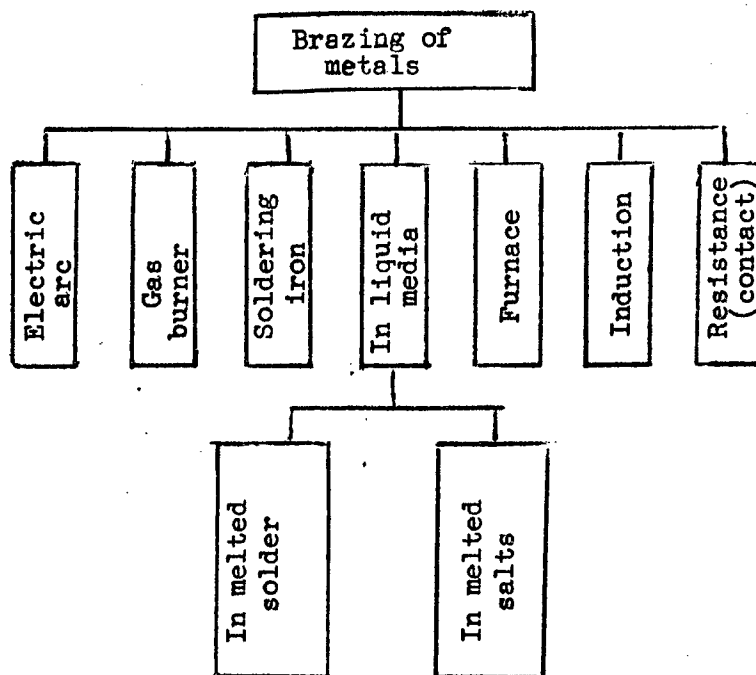 Brazing of
metals
Electric
arc
Gas
burner
Soldering
iron
In liquid
media
Furnace
Induction
Resistance
(contact)
In melted
solder
In melted
salts